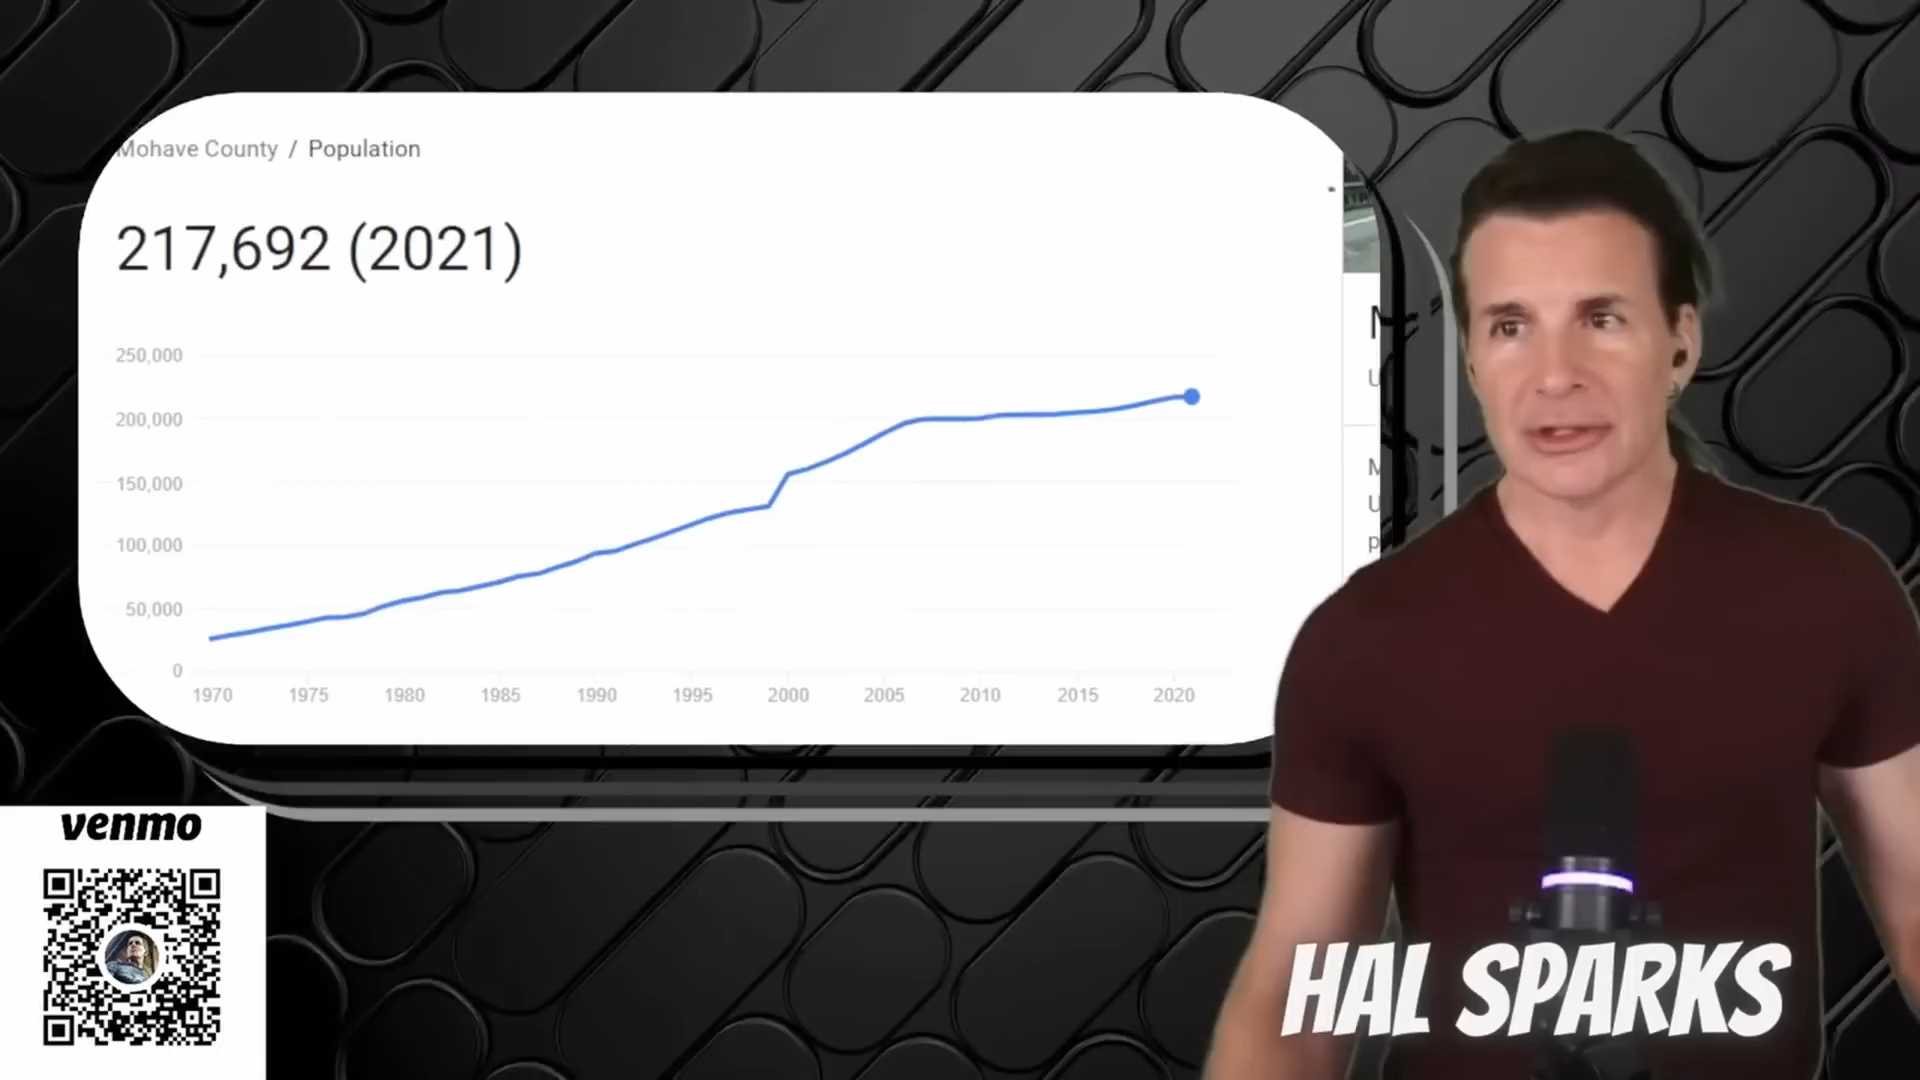 Mohave County / Population
217,692 (2021)
250,000
200,000
150,000
100,000
50,000
0
1970 1975 1980 1985 1990 1995 2000 2005 2010 2015 2020
venmo
HAL SPARKS